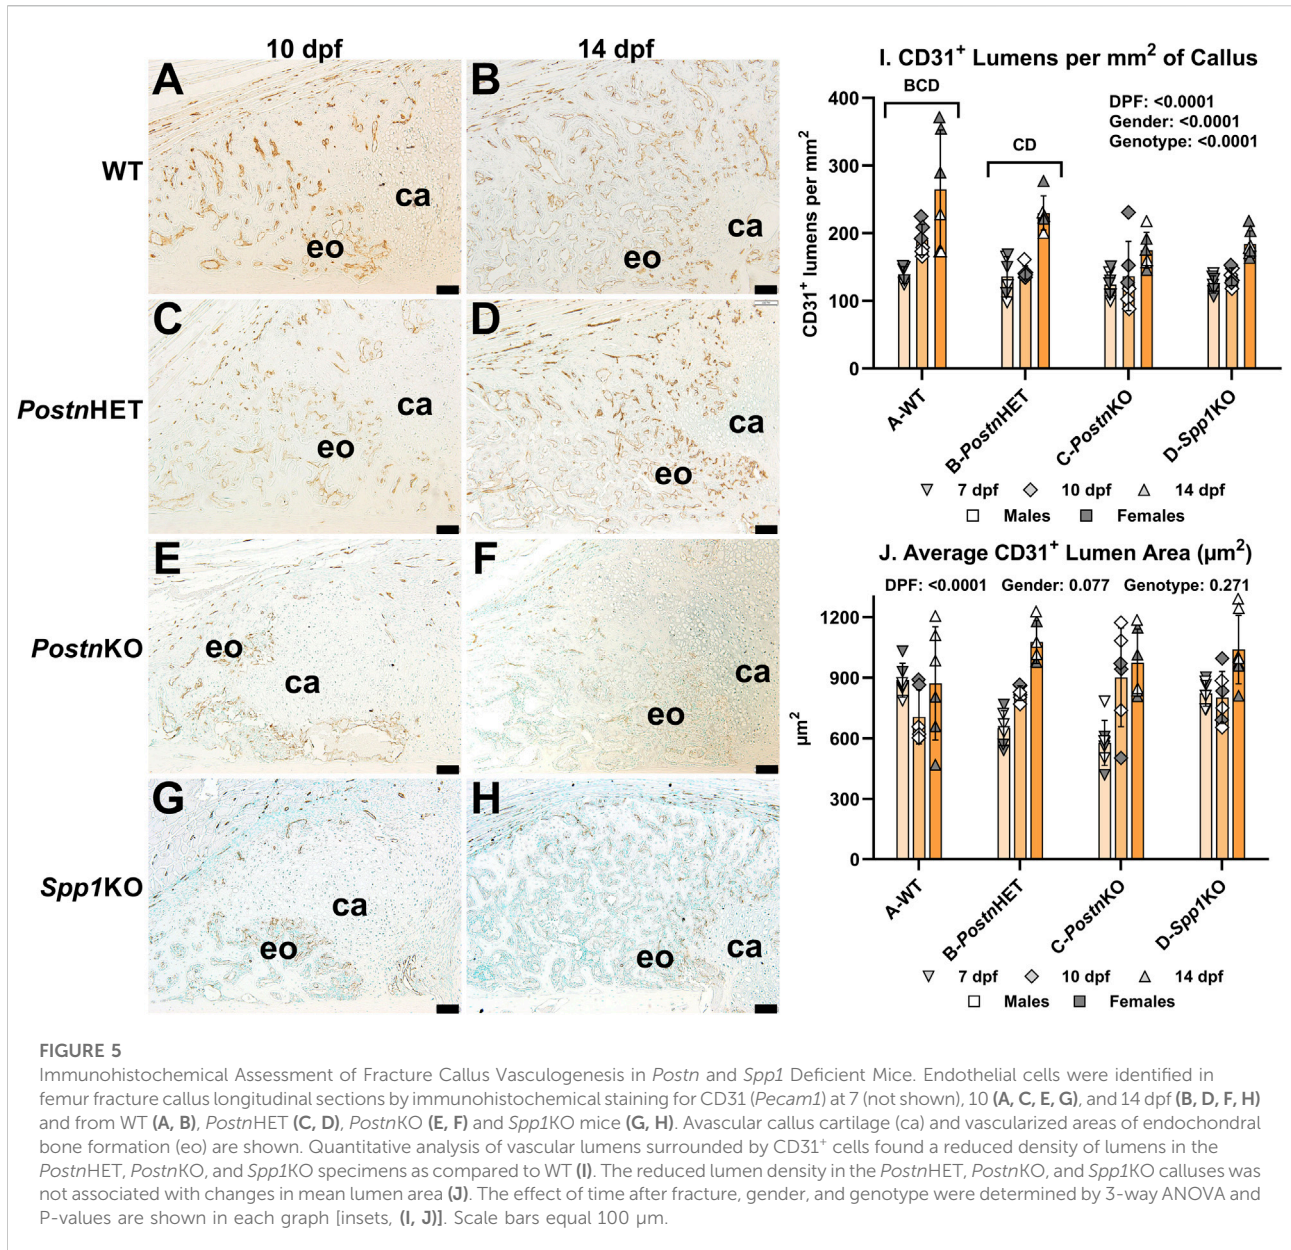 10 dpf
14 dpf
WT
A
ca
eo
B
ca
eo
PostnHET
C
ca
eo
D
ca
eo
PostnKO
E
eo
ca
F
ca
eo
Spp1KO
G
ca
eo
H
ca
eo
I. CD31⁺ Lumens per mm² of Callus
DPF: <0.0001
Gender: <0.0001
Genotype: <0.0001
BCD
CD
CD31⁺ lumens per mm²
400
300
200
100
0
A-WT
B-PostnHET
C-PostnKO
D-Spp1KO
7 dpf 10 dpf 14 dpf
Males Females
J. Average CD31⁺ Lumen Area (µm²)
DPF: <0.0001 Gender: 0.077 Genotype: 0.271
µm²
1200
900
600
300
0
A-WT
B-PostnHET
C-PostnKO
D-Spp1KO
7 dpf 10 dpf 14 dpf
Males Females
FIGURE 5
Immunohistochemical Assessment of Fracture Callus Vasculogenesis in Postn and Spp1 Deficient Mice. Endothelial cells were identified in
femur fracture callus longitudinal sections by immunohistochemical staining for CD31 (Pecam1) at 7 (not shown), 10 (A, C, E, G), and 14 dpf (B, D, F, H)
and from WT (A, B), PostnHET (C, D), PostnKO (E, F) and Spp1KO mice (G, H). Avascular callus cartilage (ca) and vascularized areas of endochondral
bone formation (eo) are shown. Quantitative analysis of vascular lumens surrounded by CD31⁺ cells found a reduced density of lumens in the
PostnHET, PostnKO, and Spp1KO specimens as compared to WT (I). The reduced lumen density in the PostnHET, PostnKO, and Spp1KO calluses was
not associated with changes in mean lumen area (J). The effect of time after fracture, gender, and genotype were determined by 3-way ANOVA and
P-values are shown in each graph [insets, (I, J)]. Scale bars equal 100 µm.